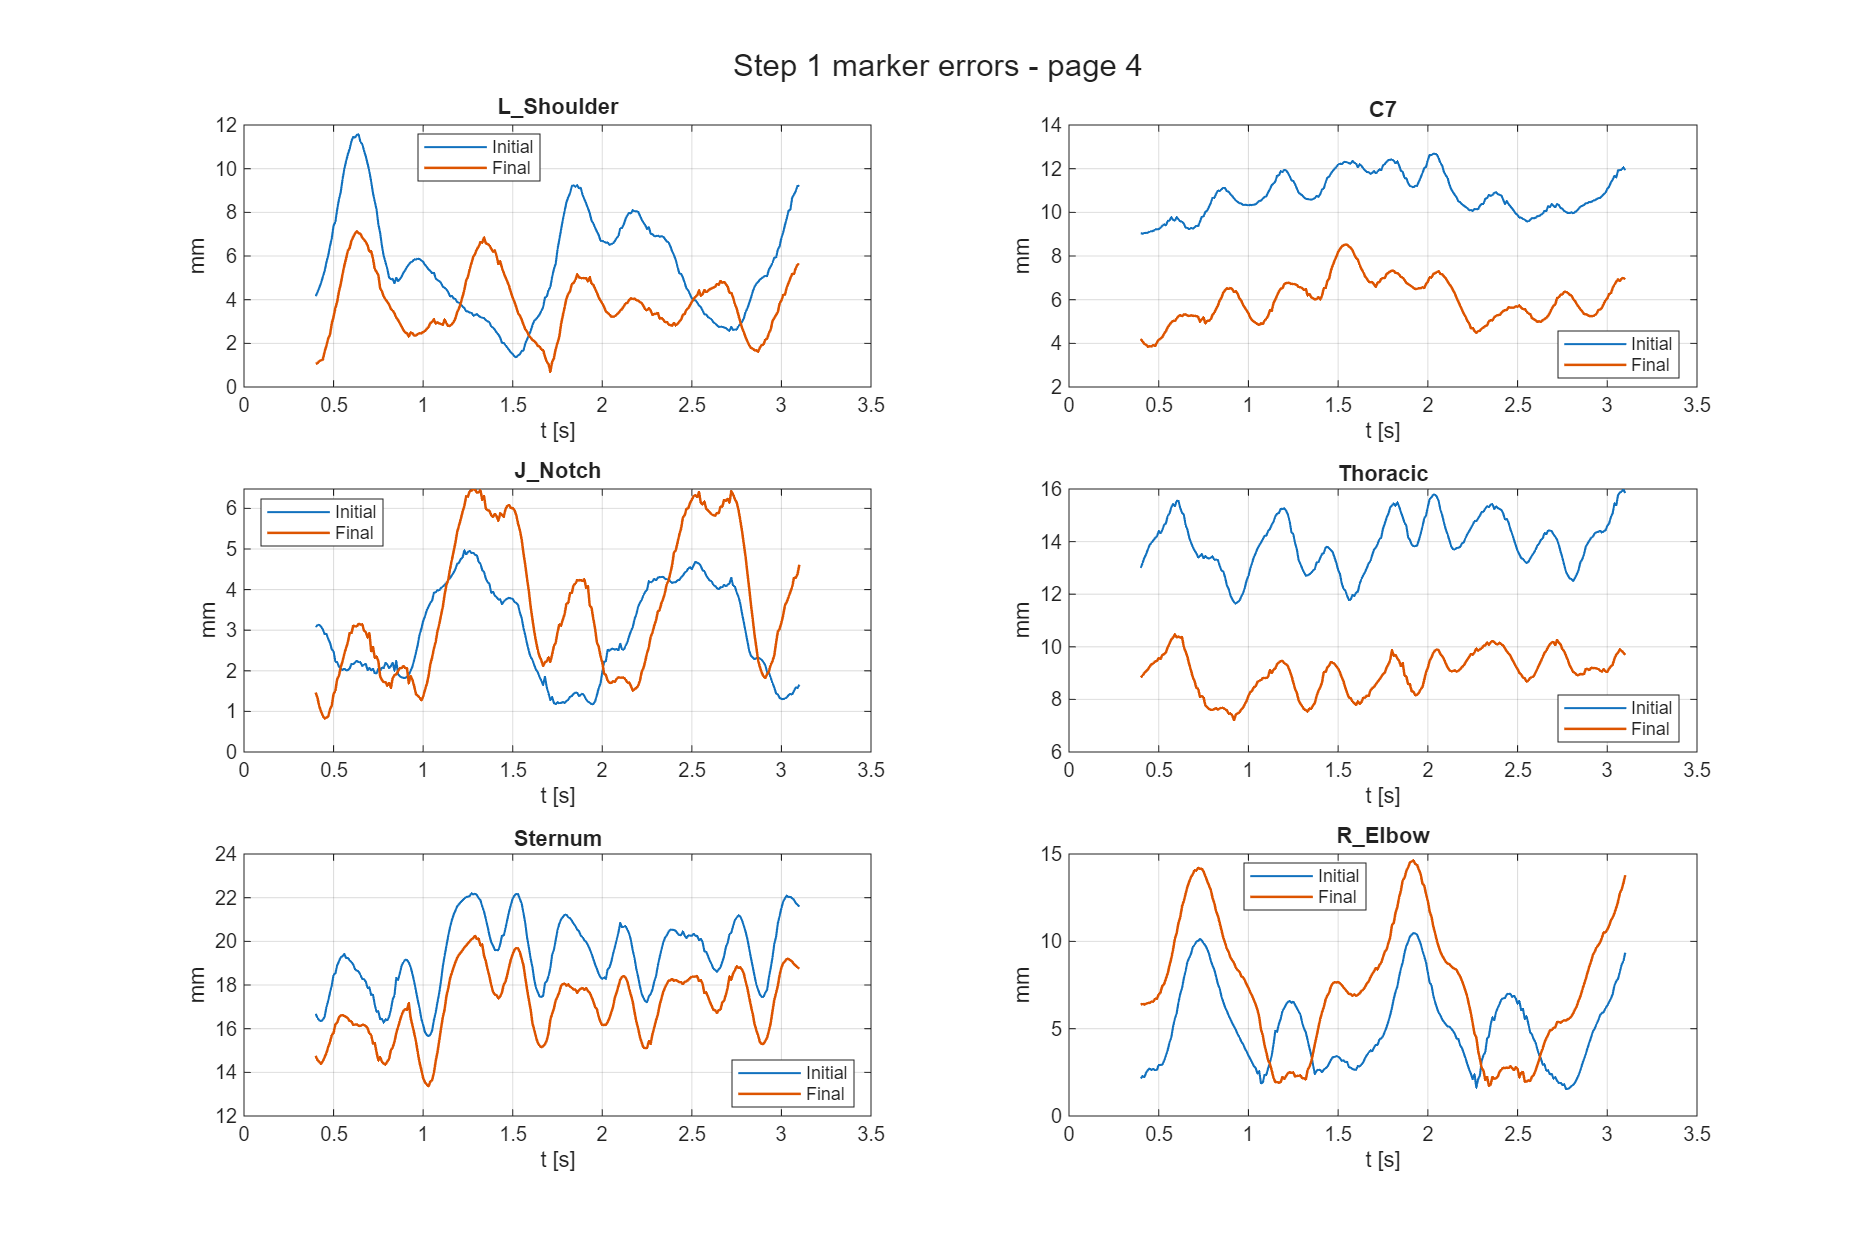 Step 1 marker errors - page 4
L_Shoulder
12
10
8
6
4
2
0
mm
Initial
Final
0 0.5 1 1.5 2 2.5 3 3.5
t [s]
C7
14
12
10
8
6
4
2
mm
Initial
Final
0 0.5 1 1.5 2 2.5 3 3.5
t [s]
J_Notch
6
5
4
3
2
1
0
mm
Initial
Final
0 0.5 1 1.5 2 2.5 3 3.5
t [s]
Thoracic
16
14
12
10
8
6
mm
Initial
Final
0 0.5 1 1.5 2 2.5 3 3.5
t [s]
Sternum
24
22
20
18
16
14
12
mm
Initial
Final
0 0.5 1 1.5 2 2.5 3 3.5
t [s]
R_Elbow
15
10
5
0
mm
Initial
Final
0 0.5 1 1.5 2 2.5 3 3.5
t [s]